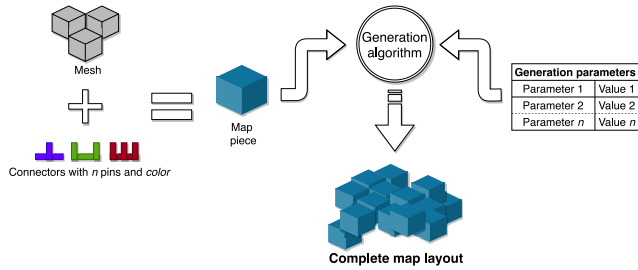 Mesh
Connectors with n pins and color
Map
piece
Generation
algorithm
Generation parameters
Parameter 1 Value 1
Parameter 2 Value 2
Parameter n Value n
Complete map layout